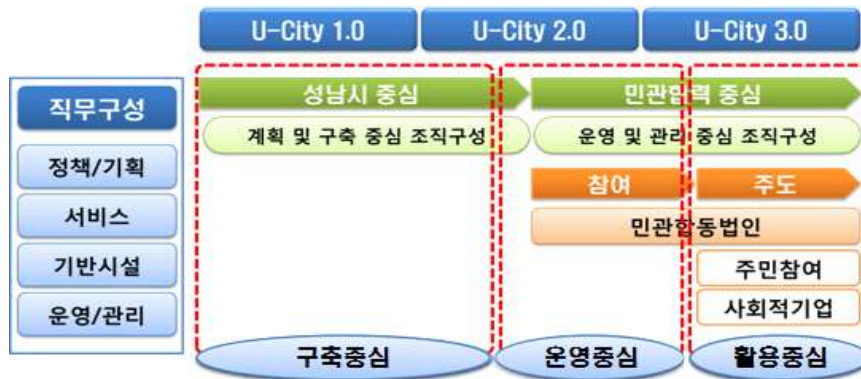 U-City 1.0
U-City 2.0
U-City 3.0
직무구성
정책/기획
서비스
기반시설
운영/관리
성남시 중심
민관협력 중심
계획 및 구축 중심 조직구성
운영 및 관리 중심 조직구성
참여
주도
민관합동법인
주민참여
사회적기업
구축중심
운영중심
활용중심